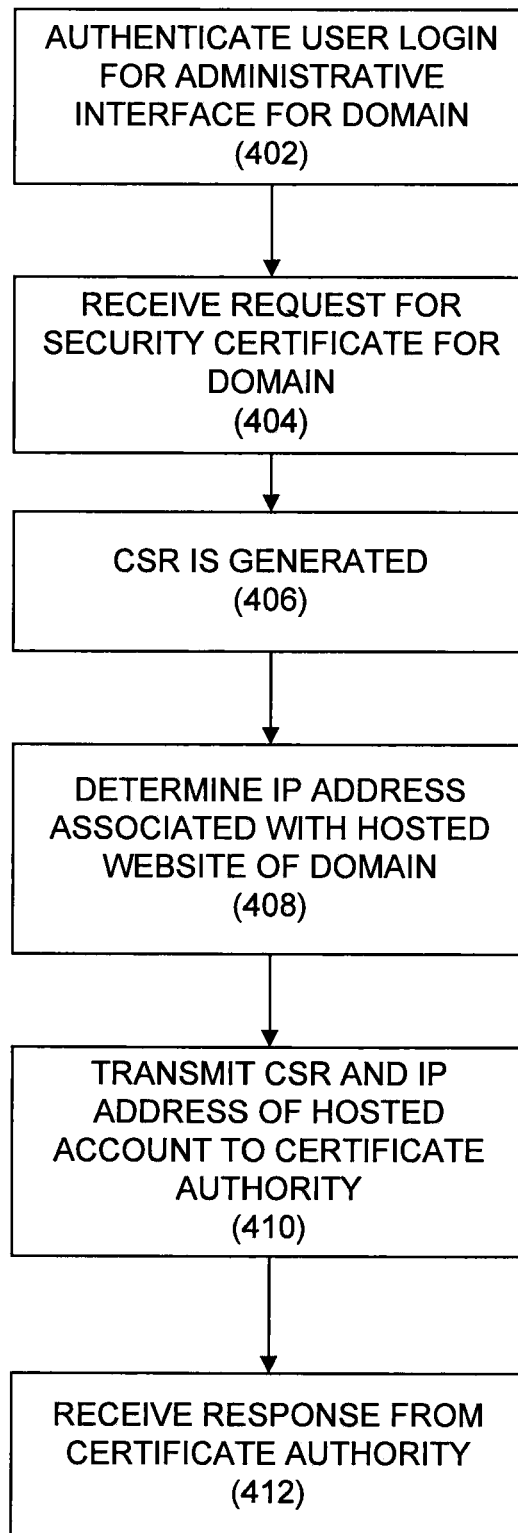 AUTHENTICATE USER LOGIN
FOR ADMINISTRATIVE
INTERFACE FOR DOMAIN
(402)
RECEIVE REQUEST FOR
SECURITY CERTIFICATE FOR
DOMAIN
(404)
CSR IS GENERATED
(406)
DETERMINE IP ADDRESS
ASSOCIATED WITH HOSTED
WEBSITE OF DOMAIN
(408)
TRANSMIT CSR AND IP
ADDRESS OF HOSTED
ACCOUNT TO CERTIFICATE
AUTHORITY
(410)
RECEIVE RESPONSE FROM
CERTIFICATE AUTHORITY
(412)